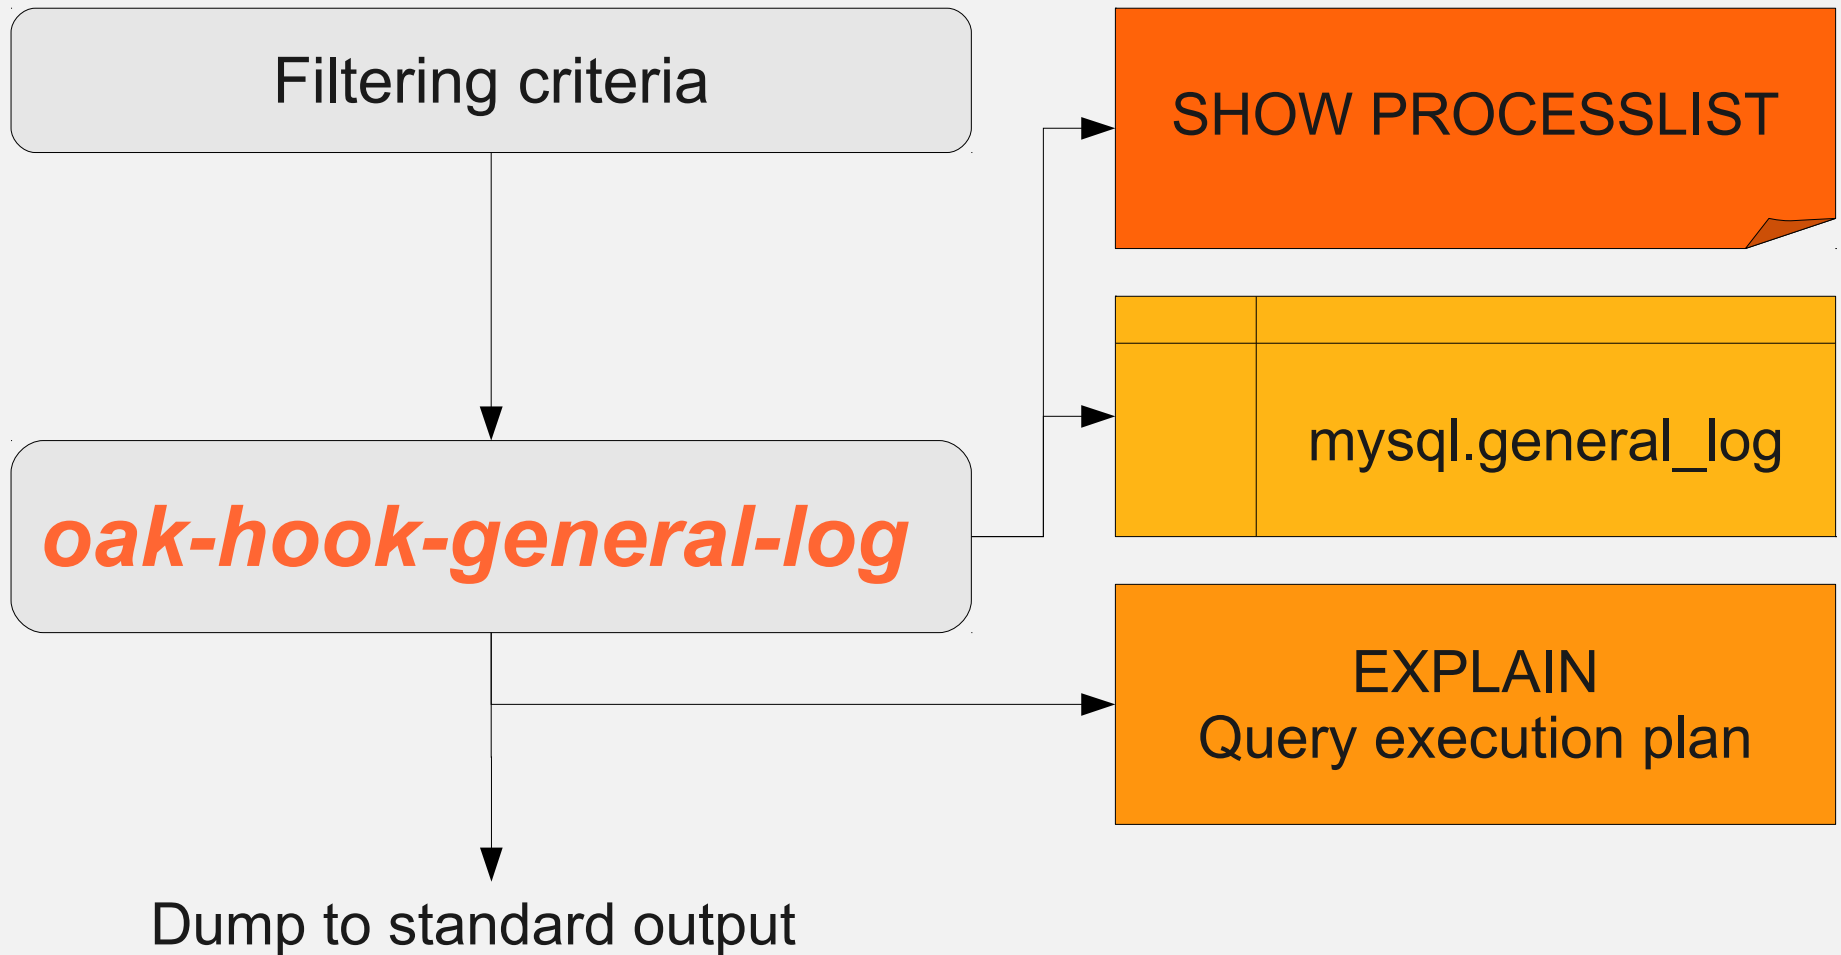 Filtering criteria
SHOW PROCESSLIST
mysql.general_log
oak-hook-general-log
EXPLAIN
Query execution plan
Dump to standard output